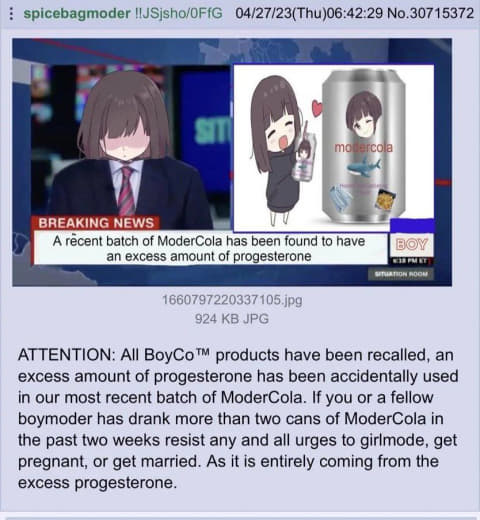 spicebagmoder !!JSjsho/0FfG 04/27/23(Thu)06:42:29 No.30715372
SIT
modercola
BREAKING NEWS
A recent batch of ModerCola has been found to have
an excess amount of progesterone
BOY
6:18 PM ET
SITUATION ROOM
1660797220337105.jpg
924 KB JPG
ATTENTION: All BoyCo™ products have been recalled, an
excess amount of progesterone has been accidentally used
in our most recent batch of ModerCola. If you or a fellow
boymoder has drank more than two cans of ModerCola in
the past two weeks resist any and all urges to girlmode, get
pregnant, or get married. As it is entirely coming from the
excess progesterone.